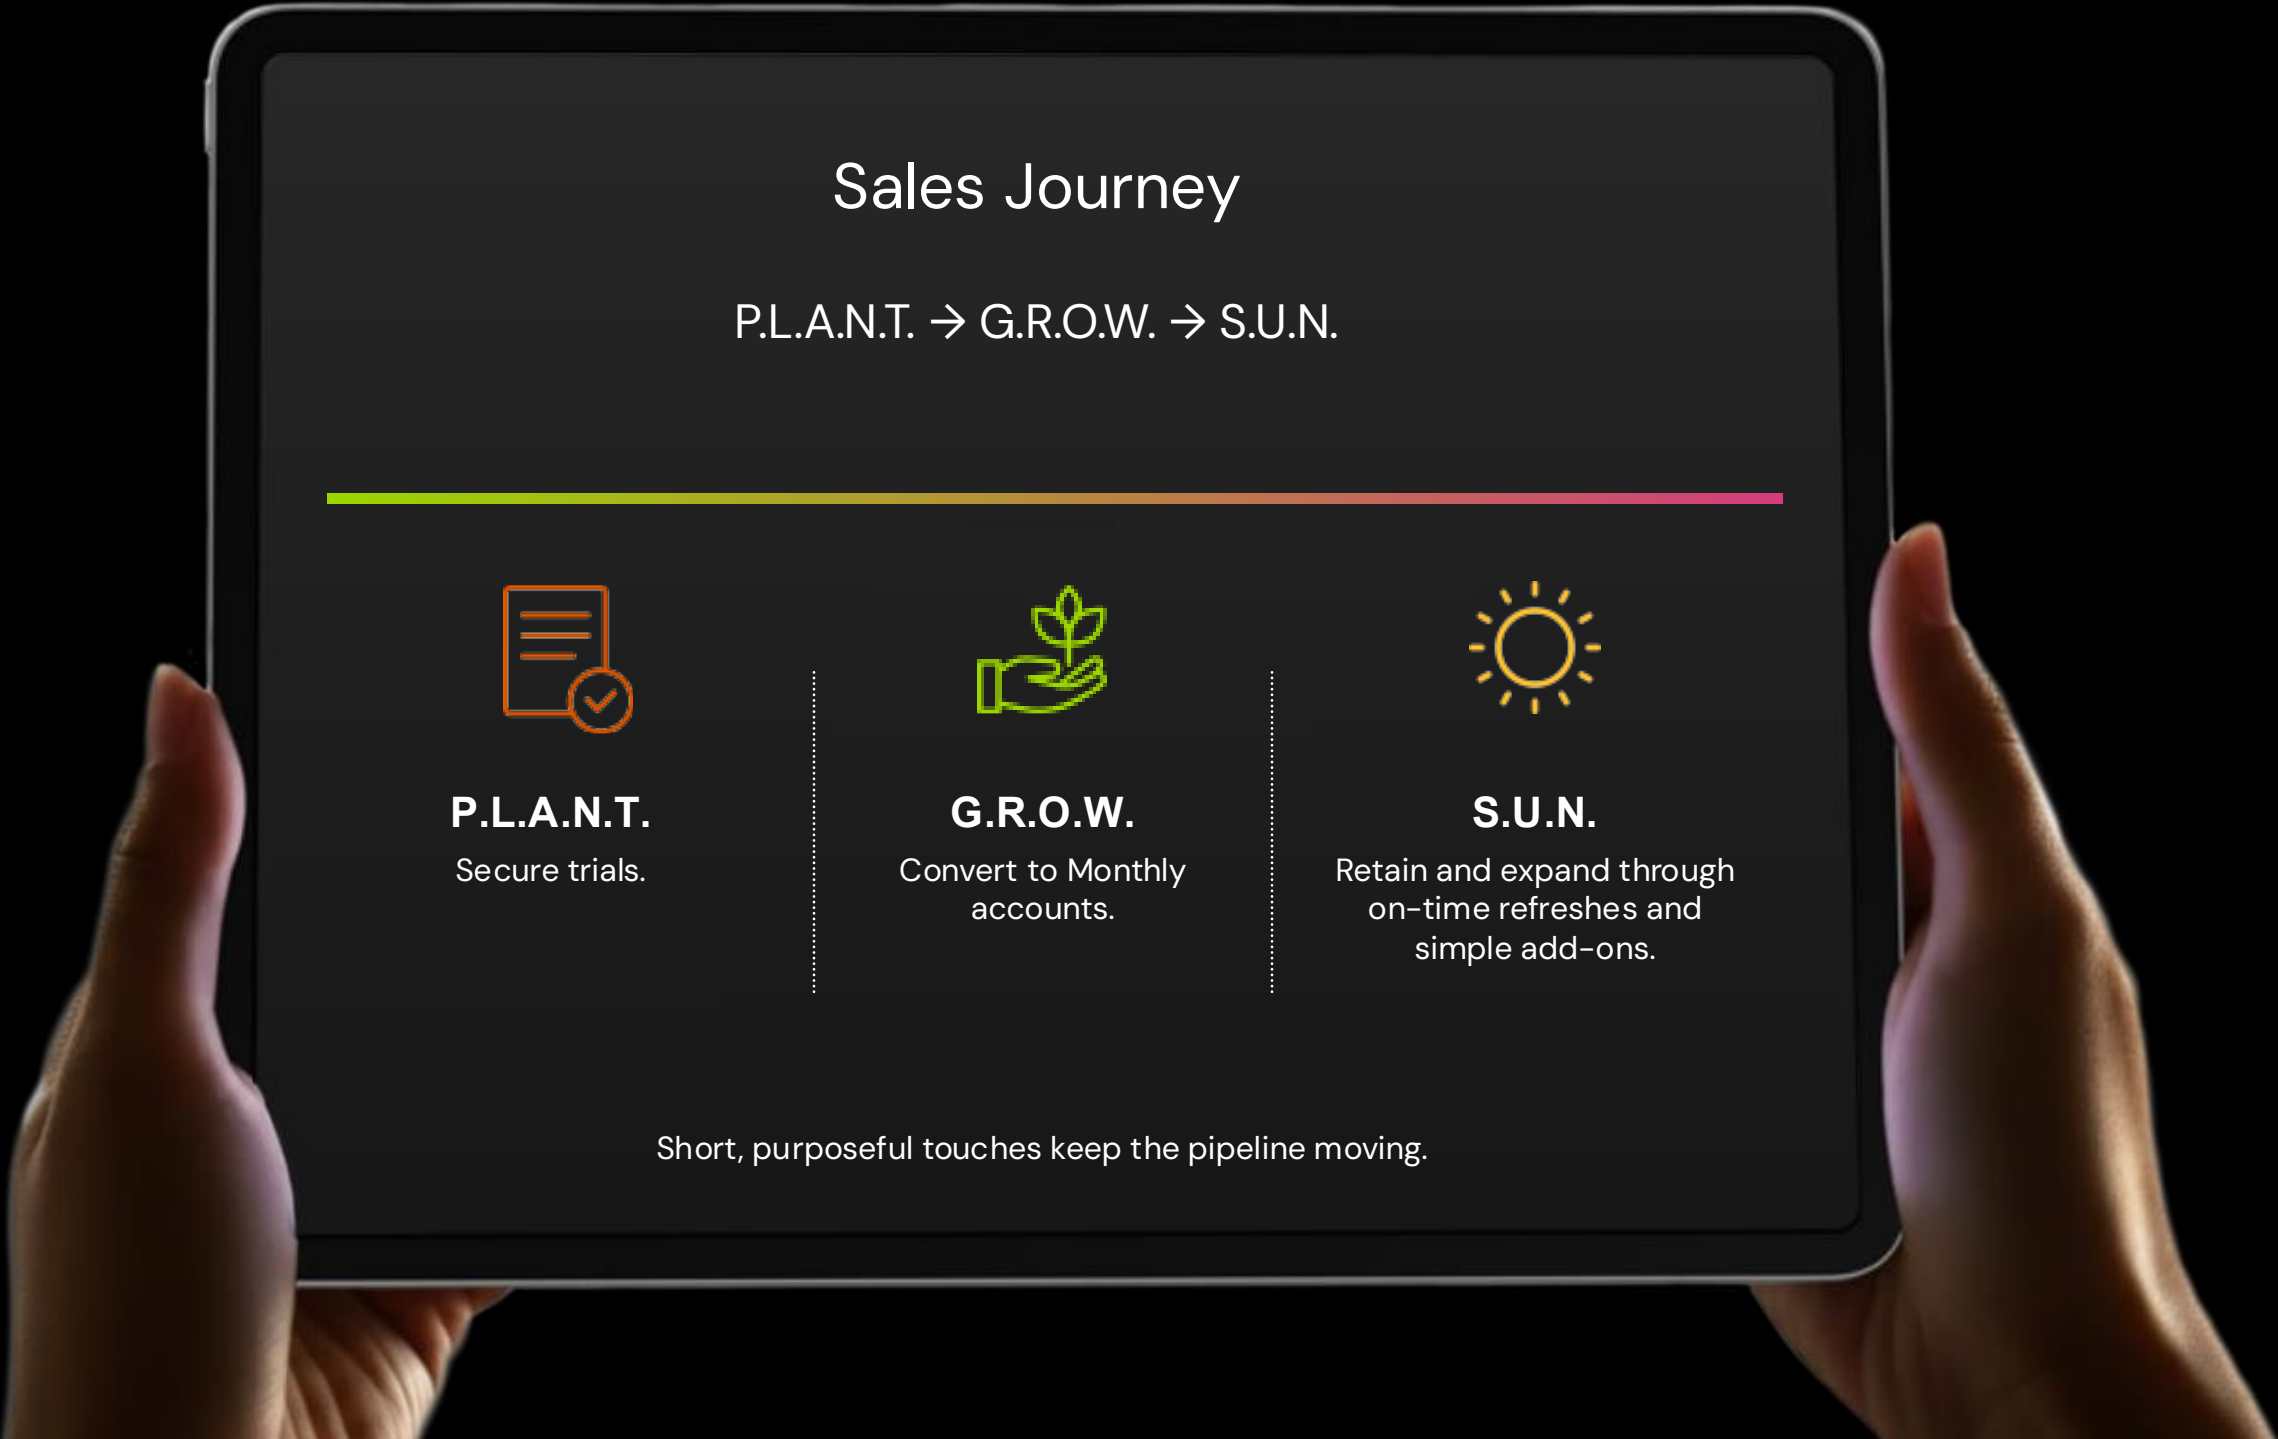 Sales Journey
P.L.A.N.T. → G.R.O.W. → S.U.N.
P.L.A.N.T.
Secure trials.
G.R.O.W.
Convert to Monthly
accounts.
S.U.N.
Retain and expand through
on-time refreshes and
simple add-ons.
Short, purposeful touches keep the pipeline moving.